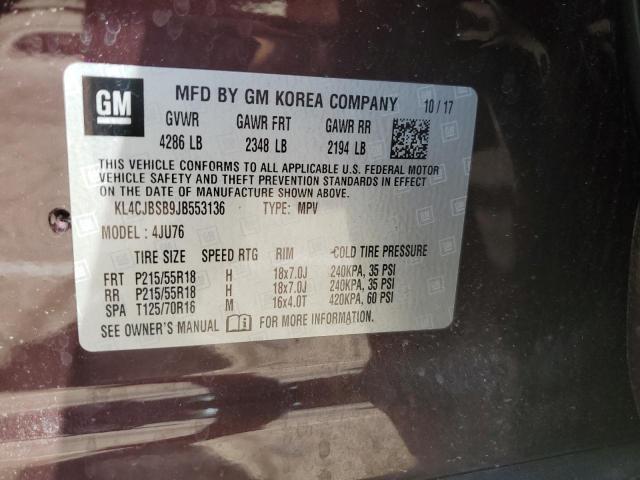 GM MFD BY GM KOREA COMPANY 10/17
GVWR GAWR FRT GAWR RR
4286 LB 2348 LB 2194 LB
THIS VEHICLE CONFORMS TO ALL APPLICABLE U.S. FEDERAL MOTOR
VEHICLE SAFETY AND THEFT PREVENTION STANDARDS IN EFFECT
ON THE DATE OF MANUFACTURE SHOWN ABOVE.
KL4CJBSB9JB553136 TYPE: MPV
MODEL: 4JU76
TIRE SIZE SPEED RTG RIM COLD TIRE PRESSURE
FRT P215/55R18 H 18x7.0J 240KPA, 35 PSI
RR P215/55R18 H 18x7.0J 240KPA, 35 PSI
SPA T125/70R16 M 16x4.0T 420KPA, 60 PSI
SEE OWNER'S MANUAL FOR MORE INFORMATION.